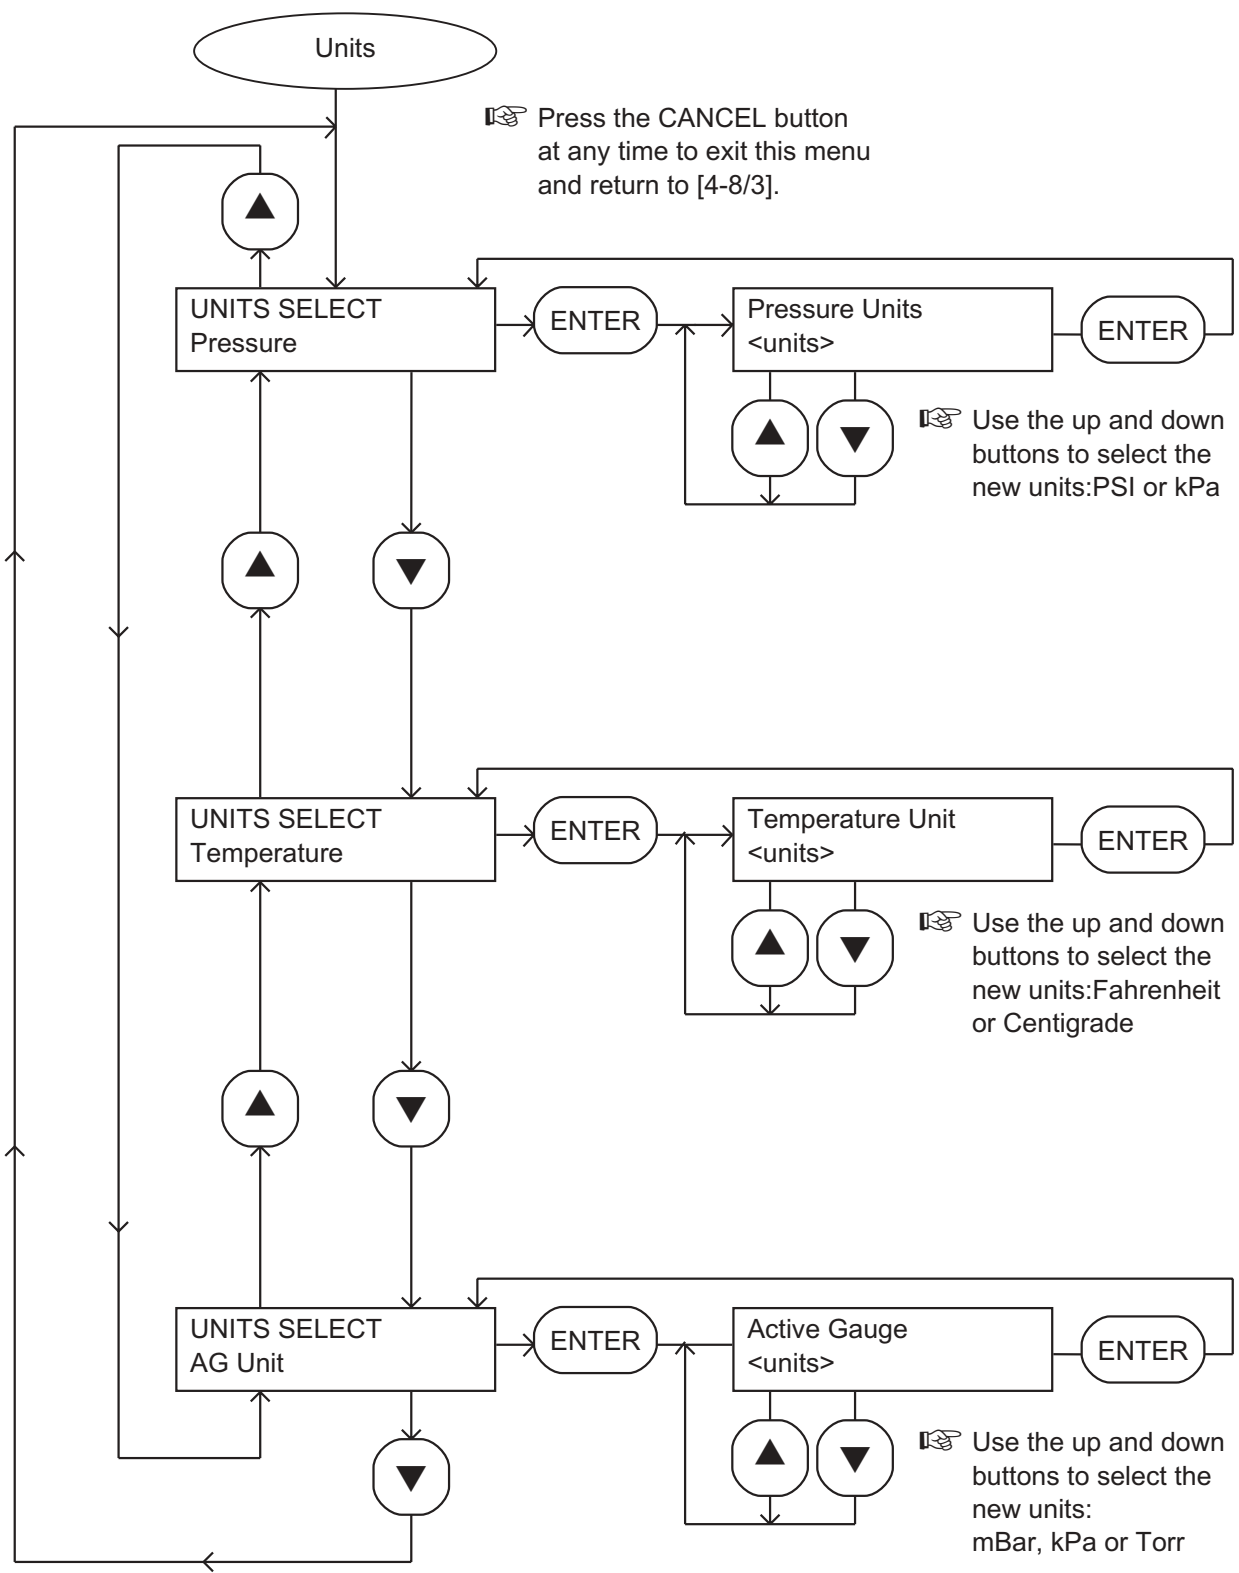 Units
☞ Press the CANCEL button
at any time to exit this menu
and return to [4-8/3].
▲
UNITS SELECT
Pressure
ENTER
Pressure Units
<units>
ENTER
▲ ▼
☞ Use the up and down
buttons to select the
new units:PSI or kPa
▲ ▼
UNITS SELECT
Temperature
ENTER
Temperature Unit
<units>
ENTER
▲ ▼
☞ Use the up and down
buttons to select the
new units:Fahrenheit
or Centigrade
▲ ▼
UNITS SELECT
AG Unit
ENTER
Active Gauge
<units>
ENTER
▲ ▼
☞ Use the up and down
buttons to select the
new units:
mBar, kPa or Torr
▼